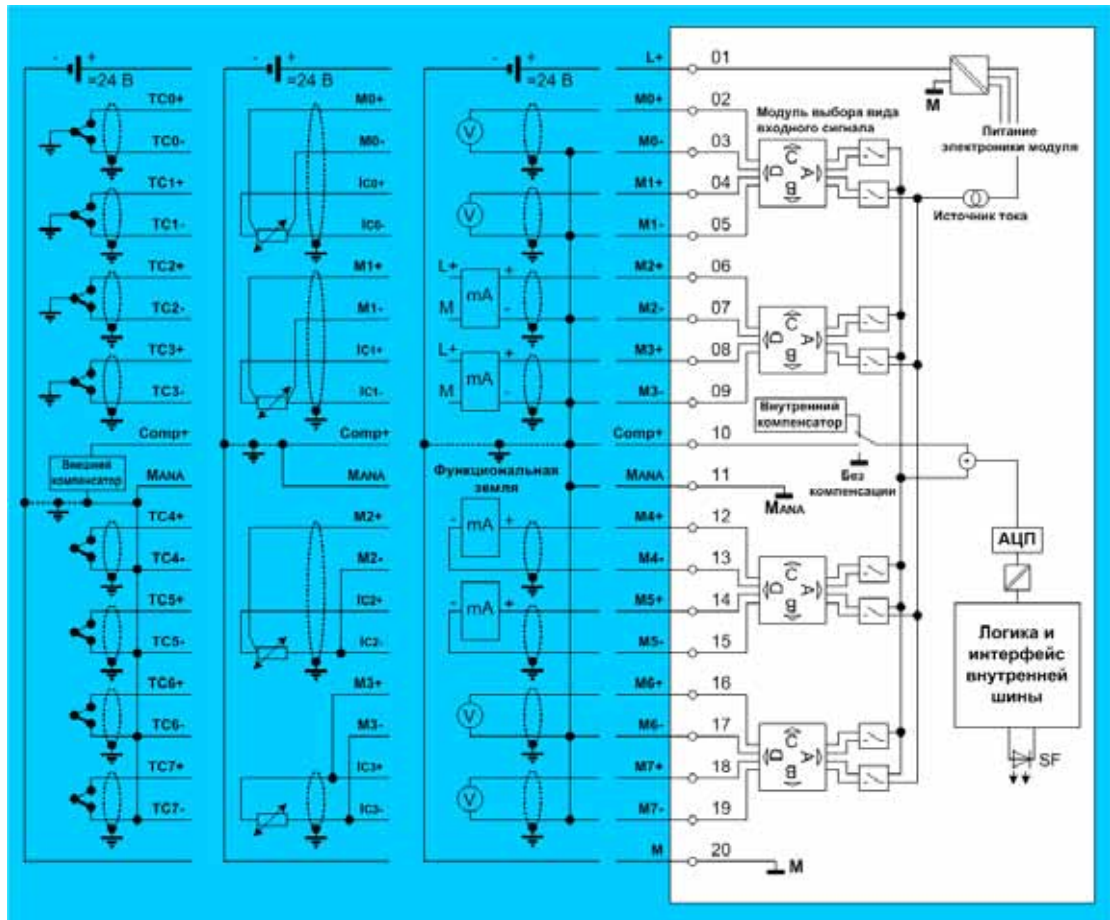 - + =24 В
- + =24 В
- + =24 В
L+ 01
TC0+ M0+ M0+ 02
TC0- M0- M0- 03
TC1+ IC0+ M1+ 04
TC1- IC0- M1- 05
TC2+ M1+ M2+ 06
TC2- M1- M2- 07
TC3+ IC1+ M3+ 08
TC3- IC1- M3- 09
Comp+ Comp+ Comp+ 10
MANA MANA MANA 11
TC4+ M2+ M4+ 12
TC4- M2- M4- 13
TC5+ IC2+ M5+ 14
TC5- IC2- M5- 15
TC6+ M3+ M6+ 16
TC6- M3- M6- 17
TC7+ IC3+ M7+ 18
TC7- IC3- M7- 19
M 20
Внешний
компенсатор
V
V
L+ mA +
M -
L+ mA +
M -
Функциональная
земля
- mA +
- mA +
V
V
M
Модуль выбора вида
входного сигнала
Питание
электроники модуля
Источник тока
A B C D
A B C D
Внутренний
компенсатор
Без
компенсации
MANA
+
A B C D
A B C D
АЦП
Логика и
интерфейс
внутренней
шины
SF
M